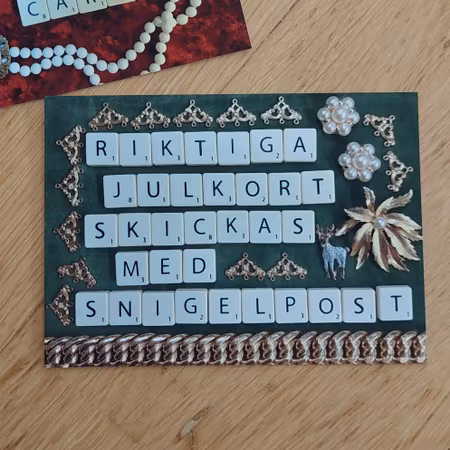 RIKTIGA
JULKORT
SKICKAS
MED
SNIGELPOST